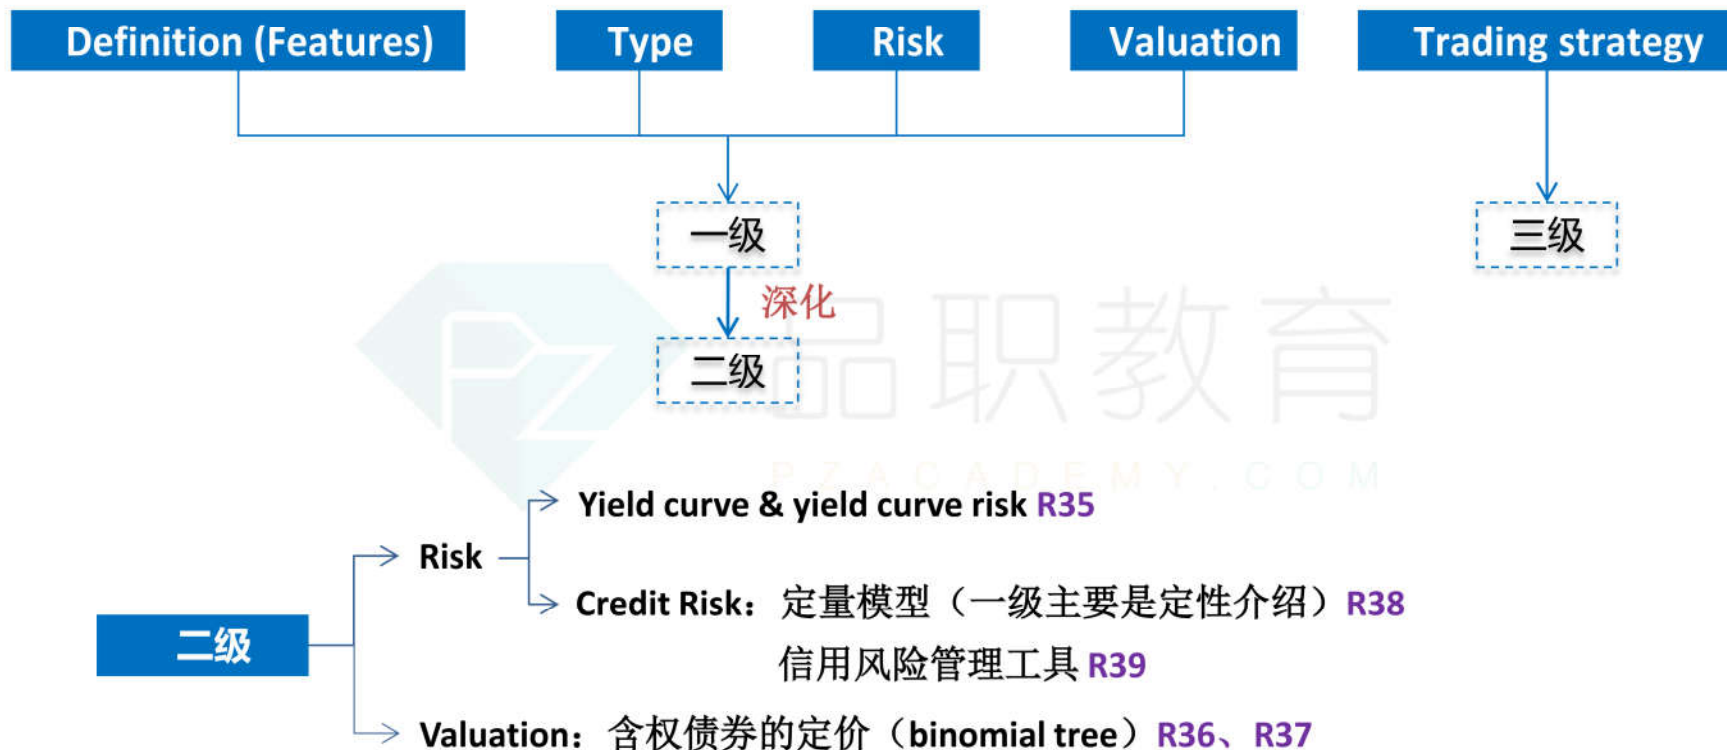 Definition (Features)
Type
Risk
Valuation
Trading strategy
一级
三级
深化
二级
PZ 品职教育
PZACADEMY.COM
Yield curve & yield curve risk R35
Risk
Credit Risk：定量模型（一级主要是定性介绍）R38
二级
信用风险管理工具 R39
Valuation：含权债券的定价（binomial tree）R36、R37